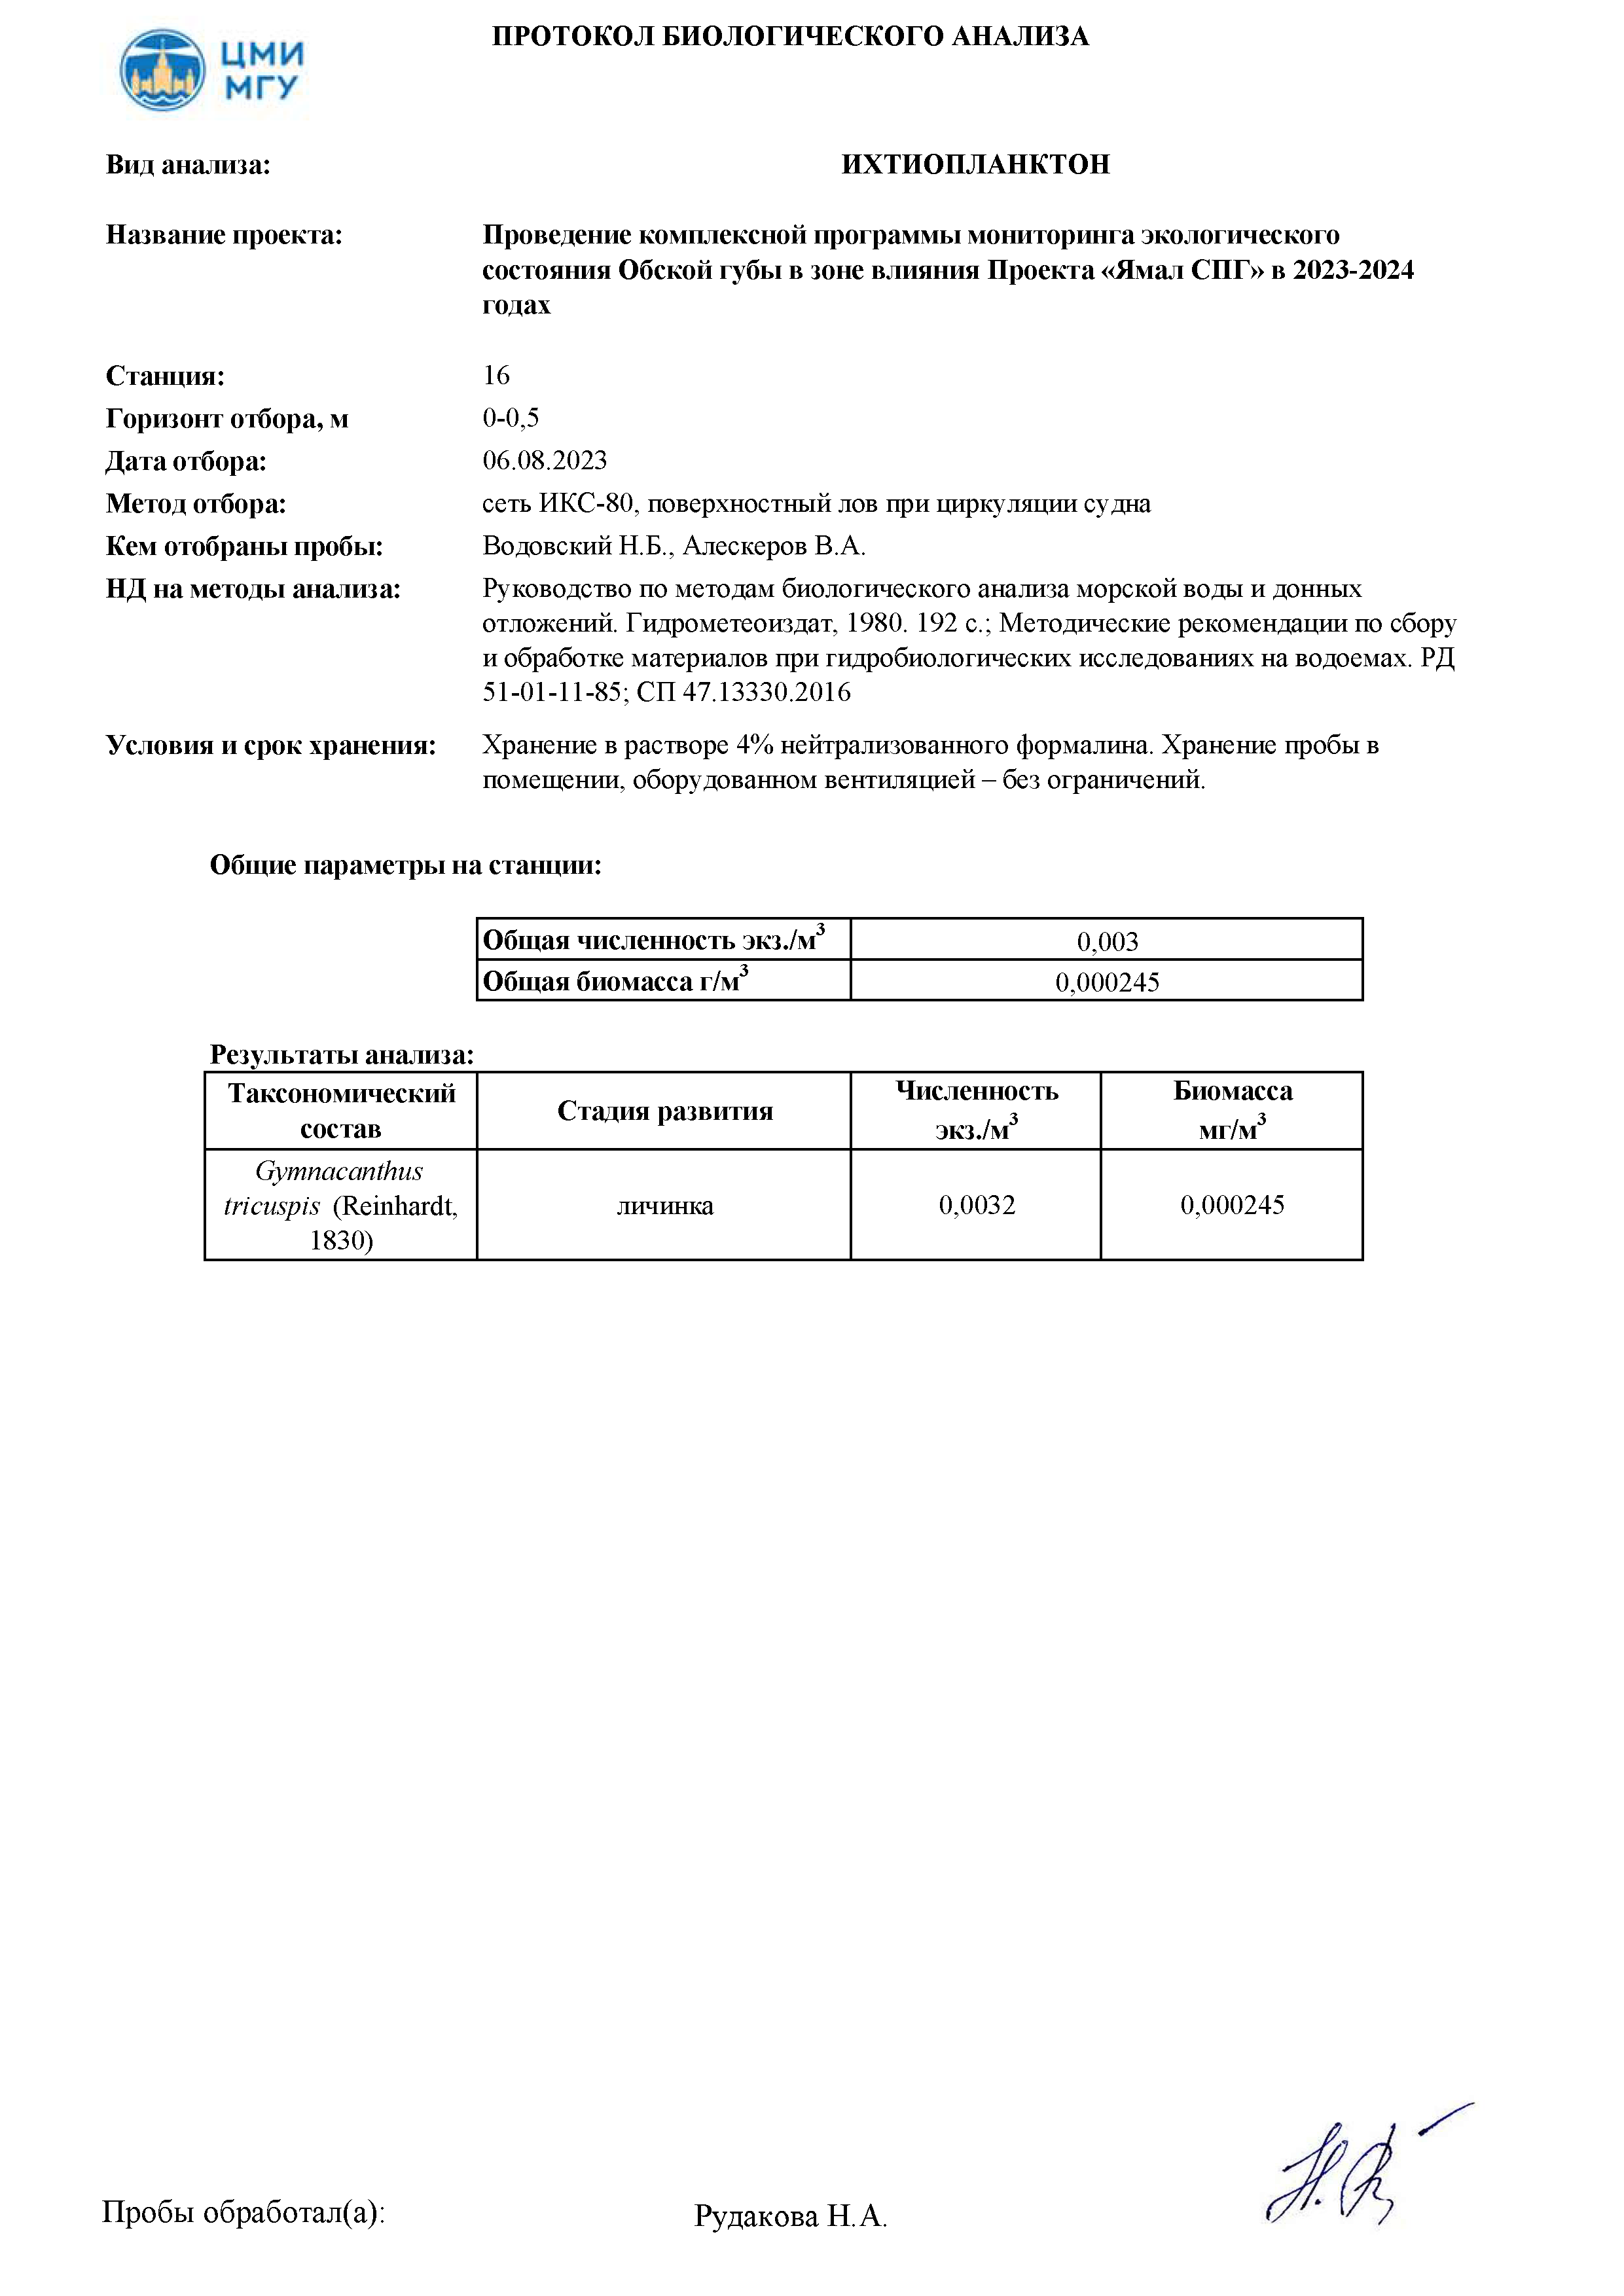 ЦМИ
МГУ
ПРОТОКОЛ БИОЛОГИЧЕСКОГО АНАЛИЗА
Вид анализа: ИХТИОПЛАНКТОН
Название проекта: Проведение комплексной программы мониторинга экологического
состояния Обской губы в зоне влияния Проекта «Ямал СПГ» в 2023-2024
годах
Станция: 16
Горизонт отбора, м 0-0,5
Дата отбора: 06.08.2023
Метод отбора: сеть ИКС-80, поверхностный лов при циркуляции судна
Кем отобраны пробы: Водовский Н.Б., Алескеров В.А.
НД на методы анализа: Руководство по методам биологического анализа морской воды и донных
отложений. Гидрометеоиздат, 1980. 192 с.; Методические рекомендации по сбору
и обработке материалов при гидробиологических исследованиях на водоемах. РД
51-01-11-85; СП 47.13330.2016
Условия и срок хранения: Хранение в растворе 4% нейтрализованного формалина. Хранение пробы в
помещении, оборудованном вентиляцией – без ограничений.
Общие параметры на станции:
Общая численность экз./м³ 0,003
Общая биомасса г/м³ 0,000245
Результаты анализа:
Таксономический состав Стадия развития Численность экз./м³ Биомасса мг/м³
Gymnacanthus
tricuspis (Reinhardt, личинка 0,0032 0,000245
1830)
Пробы обработал(а): Рудакова Н.А.